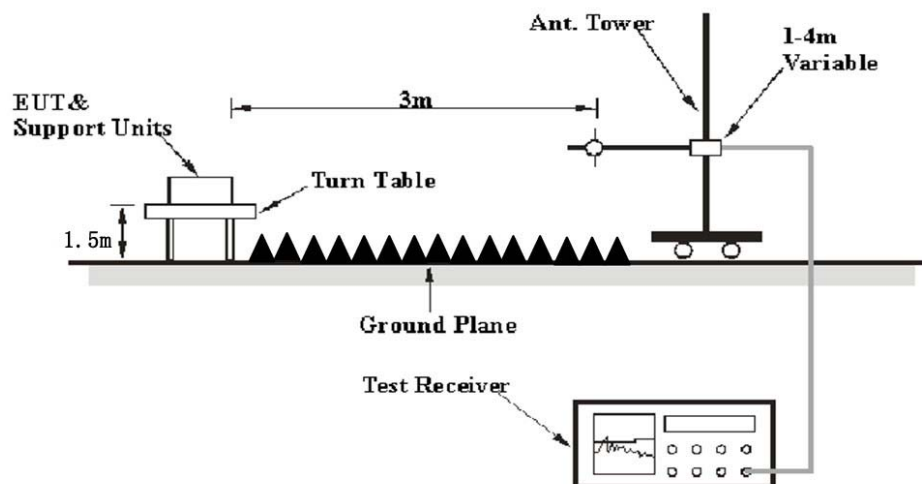 Ant. Tower
1-4m
Variable
EUT&
Support Units
3m
Turn Table
1.5m
Ground Plane
Test Receiver